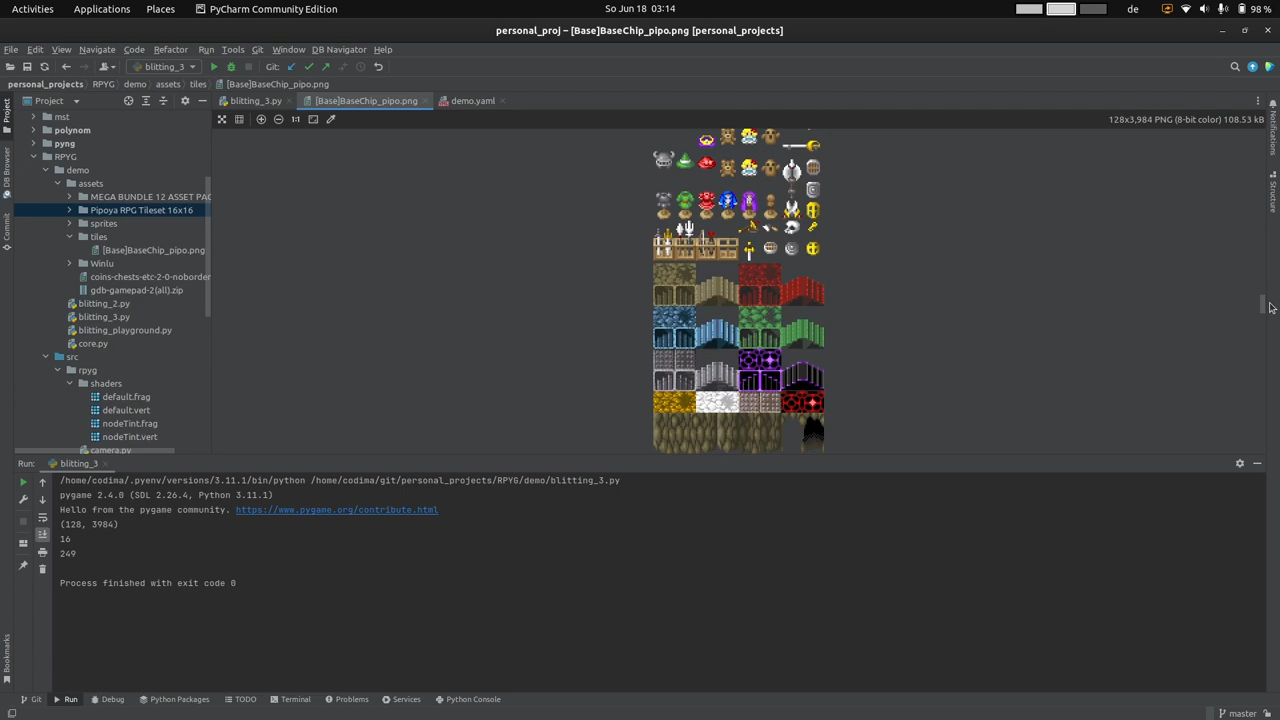 Activities Applications Places PyCharm Community Edition So Jun 18 03:14 de 98 %
personal_proj – [Base]BaseChip_pipo.png [personal_projects]
File Edit View Navigate Code Refactor Run Tools Git Window DB Navigator Help
blitting_3 Git:
personal_projects RPYG demo assets tiles [Base]BaseChip_pipo.png
Project blitting_3.py [Base]BaseChip_pipo.png demo.yaml
1:1 128x3,984 PNG (8-bit color) 108.53 kB
mst
polynom
pyng
RPYG
demo
assets
MEGA BUNDLE 12 ASSET PAC
Pipoya RPG Tileset 16x16
sprites
tiles
[Base]BaseChip_pipo.png
Winlu
coins-chests-etc-2-0-noborder
gdb-gamepad-2(all).zip
blitting_2.py
blitting_3.py
blitting_playground.py
core.py
src
rpyg
shaders
default.frag
default.vert
nodeTint.frag
nodeTint.vert
camera.py
Project
DB Browser
Commit
Bookmarks
Notifications
Structure
Run: blitting_3
/home/codima/.pyenv/versions/3.11.1/bin/python /home/codima/git/personal_projects/RPYG/demo/blitting_3.py
pygame 2.4.0 (SDL 2.26.4, Python 3.11.1)
Hello from the pygame community. https://www.pygame.org/contribute.html
(128, 3984)
16
249
Process finished with exit code 0
Git Run Debug Python Packages TODO Terminal Problems Services Python Console
master